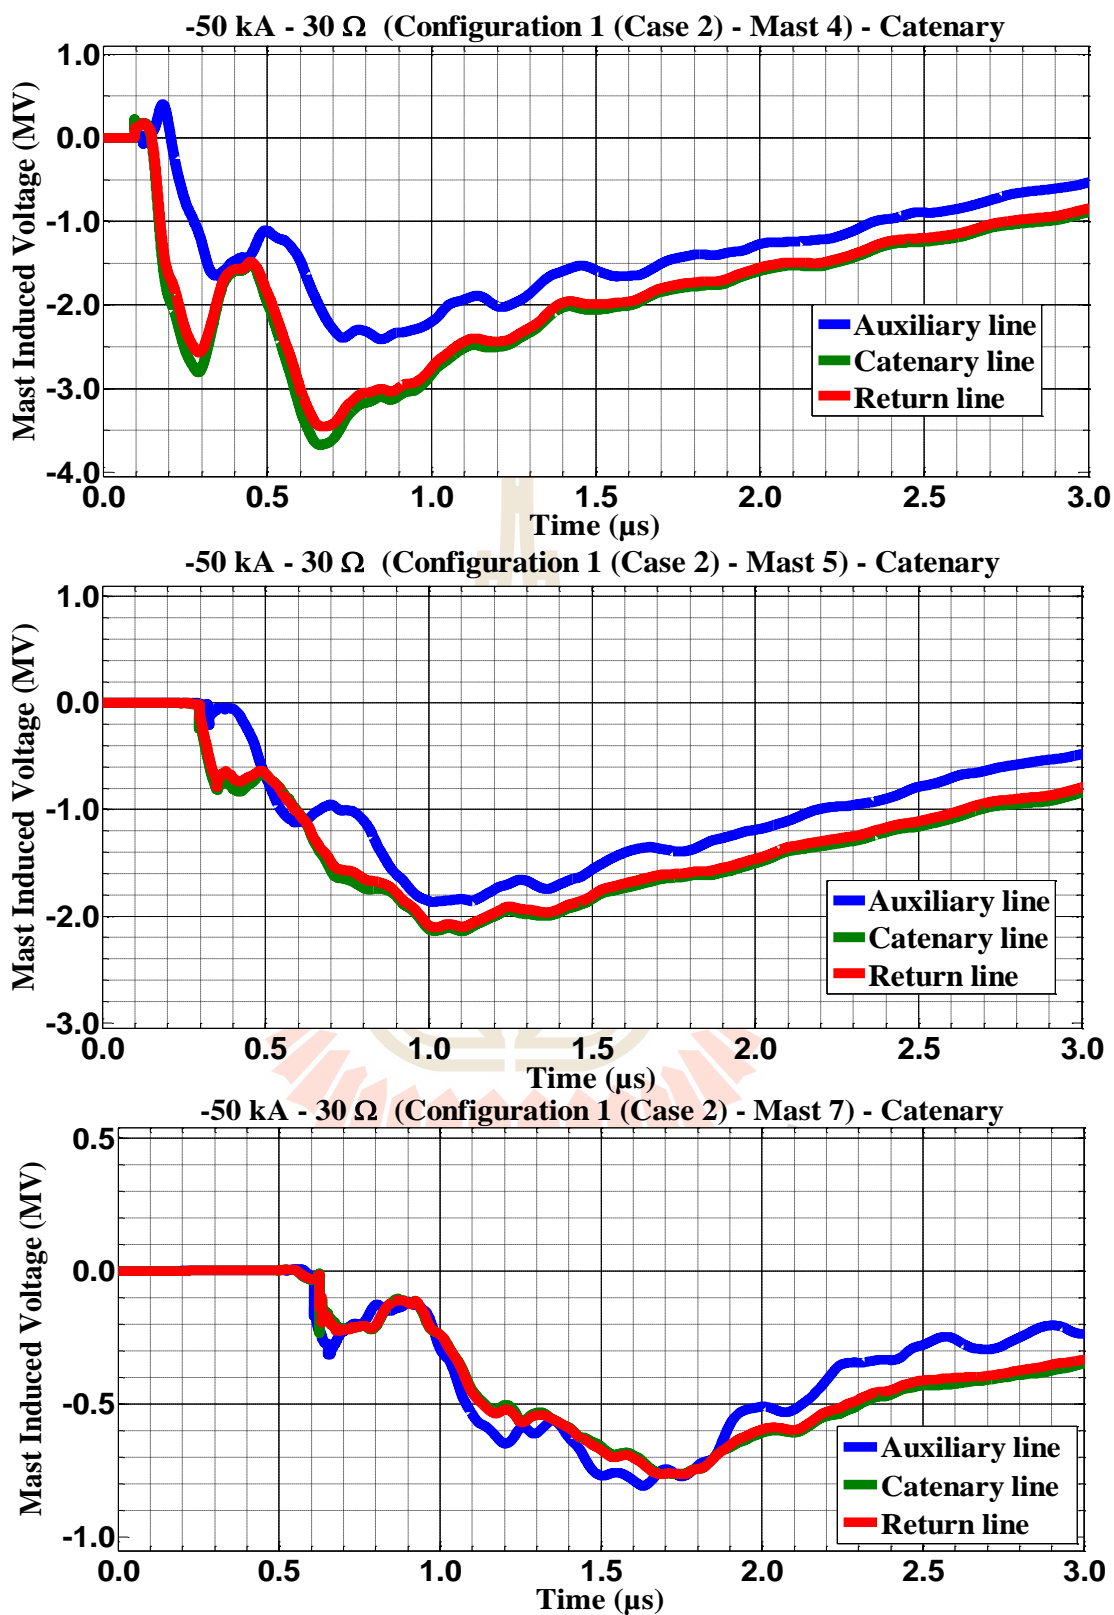 -50 kA - 30 Ω (Configuration 1 (Case 2) - Mast 4) - Catenary
Mast Induced Voltage (MV)
1.0
0.0
-1.0
-2.0
-3.0
-4.0
Auxiliary line
Catenary line
Return line
0.0 0.5 1.0 1.5 2.0 2.5 3.0
Time (µs)
-50 kA - 30 Ω (Configuration 1 (Case 2) - Mast 5) - Catenary
Mast Induced Voltage (MV)
1.0
0.0
-1.0
-2.0
-3.0
Auxiliary line
Catenary line
Return line
0.0 0.5 1.0 1.5 2.0 2.5 3.0
Time (µs)
-50 kA - 30 Ω (Configuration 1 (Case 2) - Mast 7) - Catenary
Mast Induced Voltage (MV)
0.5
0.0
-0.5
-1.0
Auxiliary line
Catenary line
Return line
0.0 0.5 1.0 1.5 2.0 2.5 3.0
Time (µs)